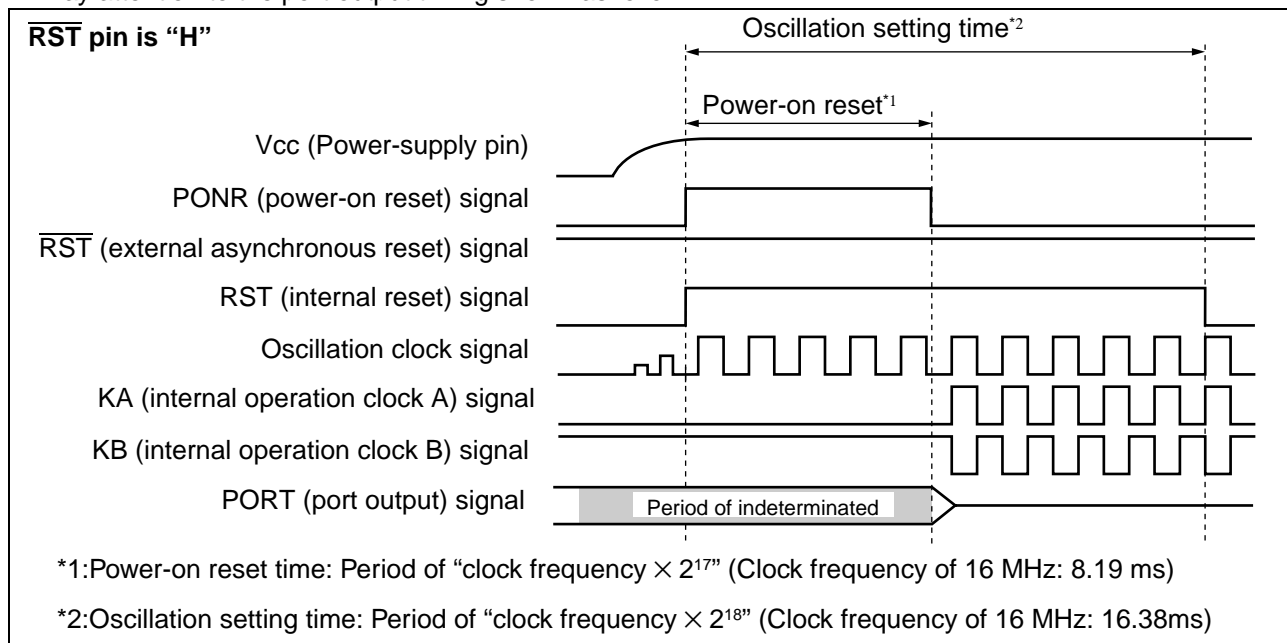 RST pin is “H”
Oscillation setting time*2
Power-on reset*1
Vcc (Power-supply pin)
PONR (power-on reset) signal
RST (external asynchronous reset) signal
RST (internal reset) signal
Oscillation clock signal
KA (internal operation clock A) signal
KB (internal operation clock B) signal
PORT (port output) signal
Period of indeterminated
*1:Power-on reset time: Period of “clock frequency × 2¹⁷” (Clock frequency of 16 MHz: 8.19 ms)
*2:Oscillation setting time: Period of “clock frequency × 2¹⁸” (Clock frequency of 16 MHz: 16.38ms)